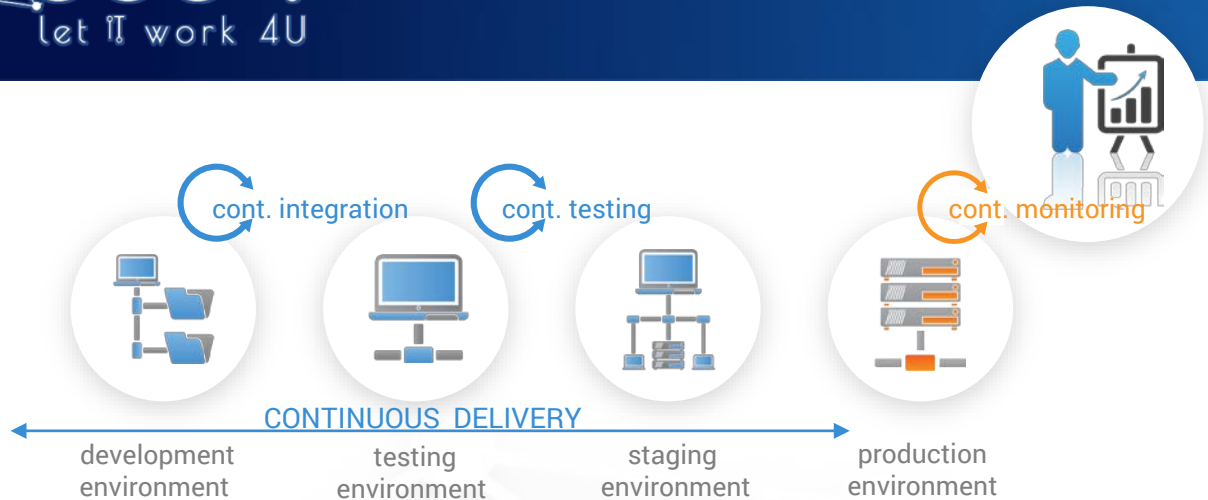 let iT work 4U
cont. integration
cont. testing
cont. monitoring
CONTINUOUS DELIVERY
development
environment
testing
environment
staging
environment
production
environment